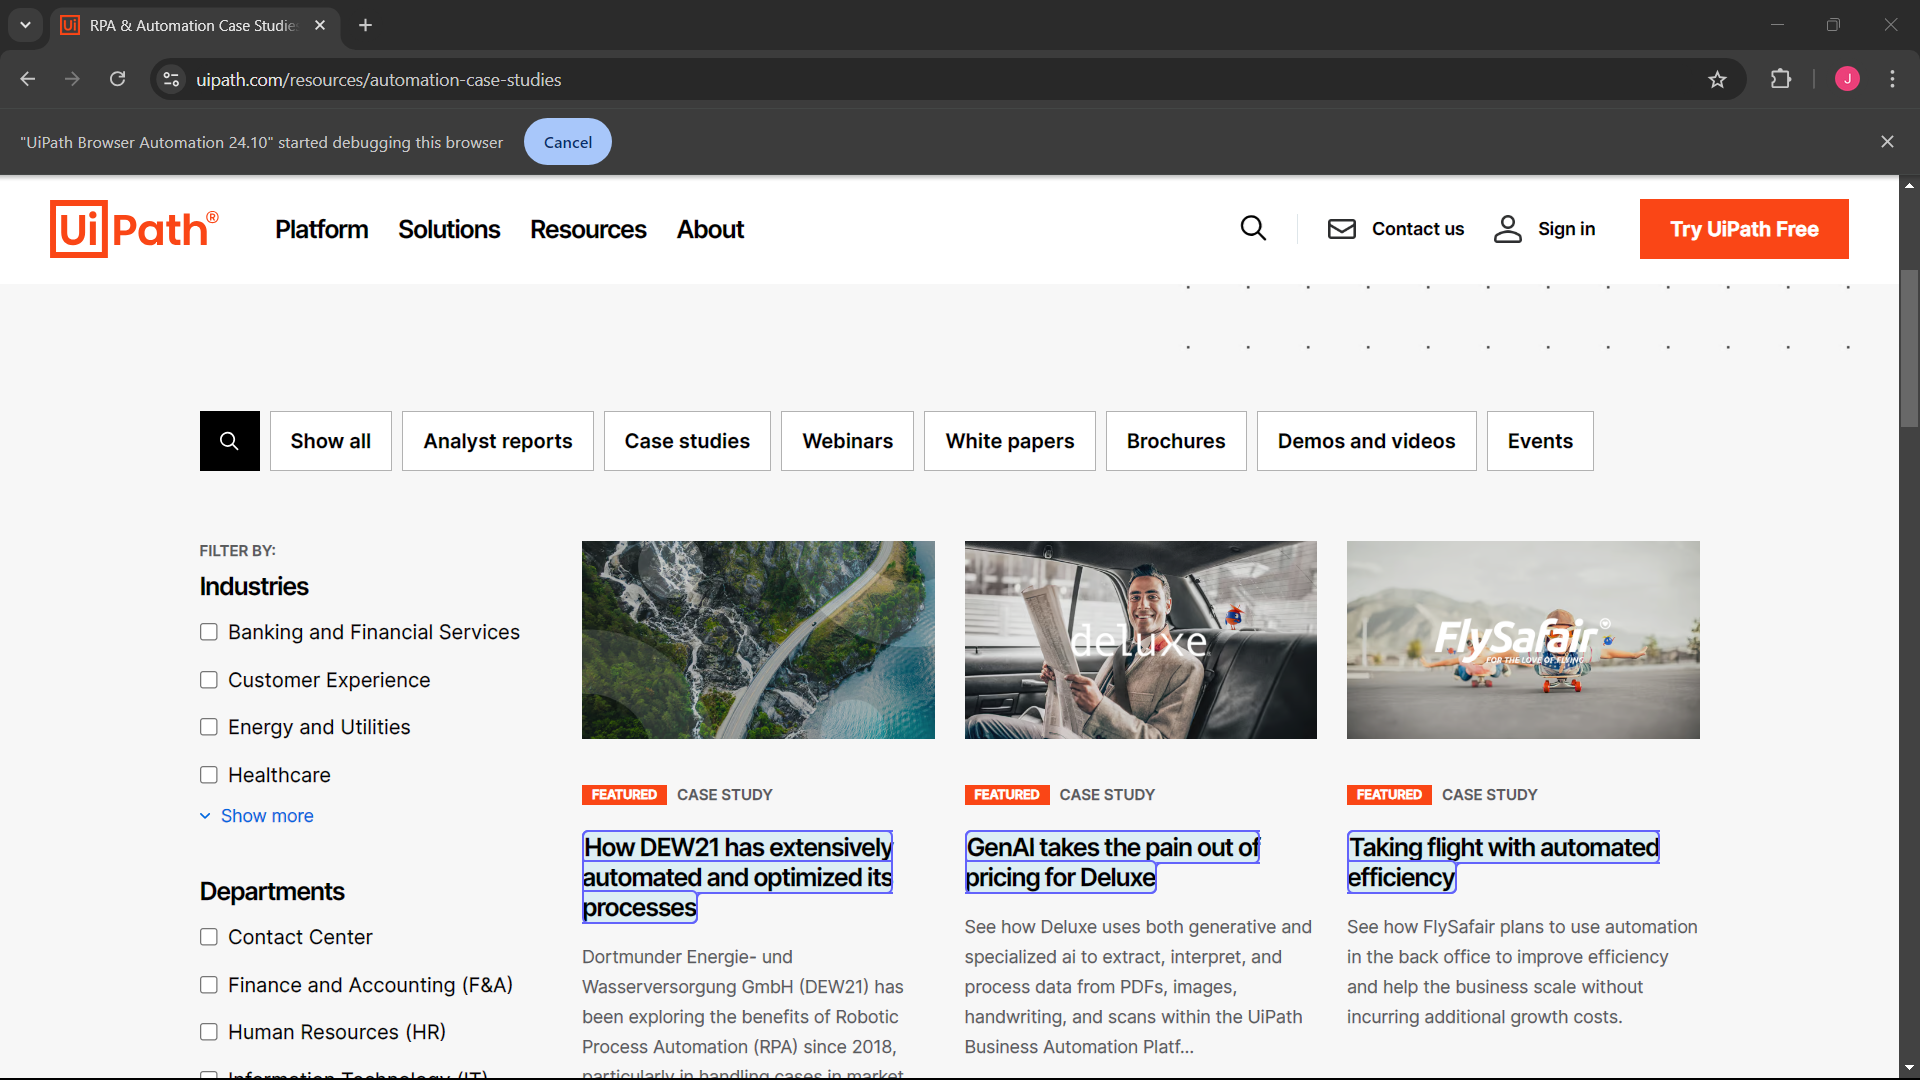 RPA & Automation Case Studies
uipath.com/resources/automation-case-studies
"UiPath Browser Automation 24.10" started debugging this browser
Cancel
J
UiPath®
Platform
Solutions
Resources
About
Contact us
Sign in
Try UiPath Free
Show all
Analyst reports
Case studies
Webinars
White papers
Brochures
Demos and videos
Events
FILTER BY:
Industries
Banking and Financial Services
Customer Experience
Energy and Utilities
Healthcare
Show more
Departments
Contact Center
Finance and Accounting (F&A)
Human Resources (HR)
Information Technology (IT)
FEATURED CASE STUDY
How DEW21 has extensively
automated and optimized its
processes
Dortmunder Energie- und
Wasserversorgung GmbH (DEW21) has
been exploring the benefits of Robotic
Process Automation (RPA) since 2018,
particularly in handling cases in market
deluxe
FEATURED CASE STUDY
GenAI takes the pain out of
pricing for Deluxe
See how Deluxe uses both generative and
specialized ai to extract, interpret, and
process data from PDFs, images,
handwriting, and scans within the UiPath
Business Automation Platf...
FlySafair
FOR THE LOVE OF FLYING
FEATURED CASE STUDY
Taking flight with automated
efficiency
See how FlySafair plans to use automation
in the back office to improve efficiency
and help the business scale without
incurring additional growth costs.